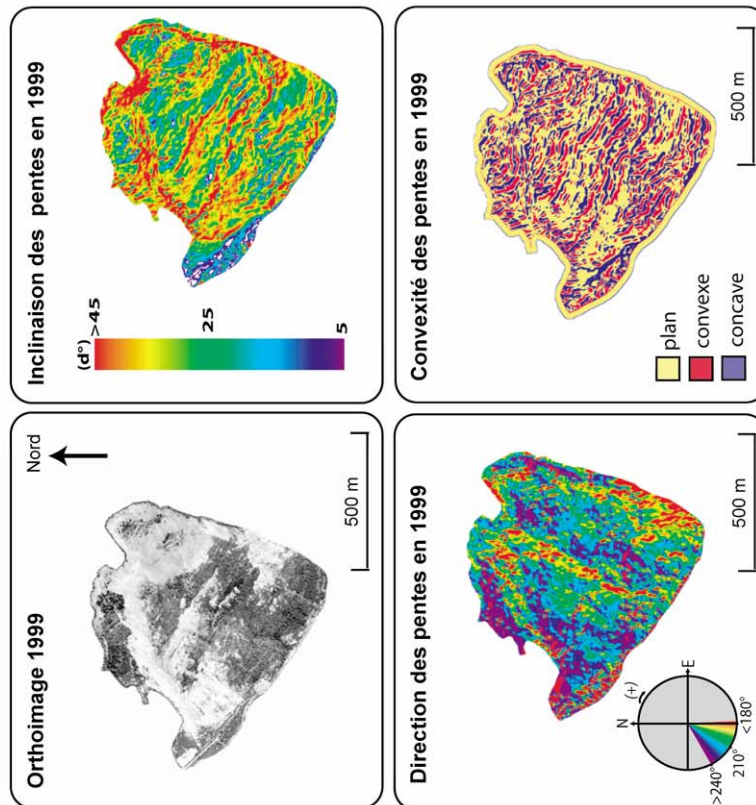 Orthoimage 1999
Nord
500 m
Inclinaison des pentes en 1999
(d°)
>45
25
5
Direction des pentes en 1999
N
(+)
E
>240°
210°
<180°
500 m
Convexité des pentes en 1999
plan
convexe
concave
500 m